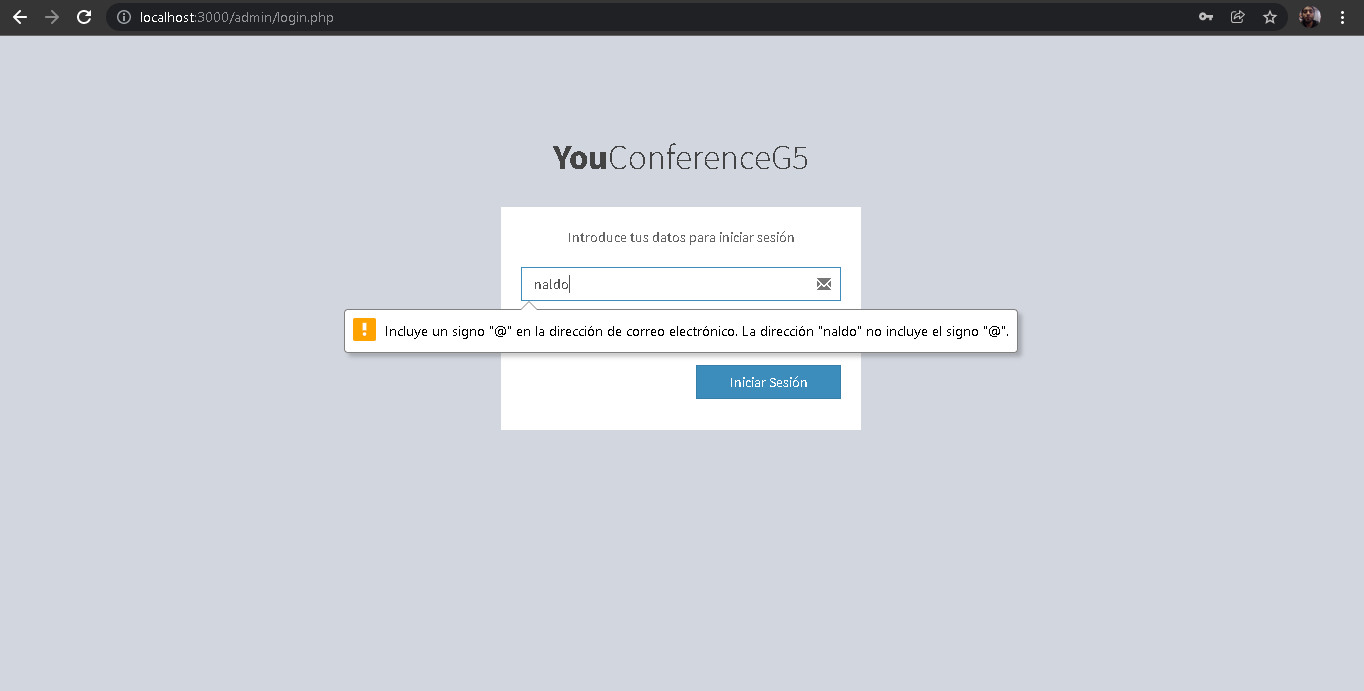 localhost:3000/admin/login.php
YouConferenceG5
Introduce tus datos para iniciar sesión
naldo
Incluye un signo "@" en la dirección de correo electrónico. La dirección "naldo" no incluye el signo "@".
Iniciar Sesión